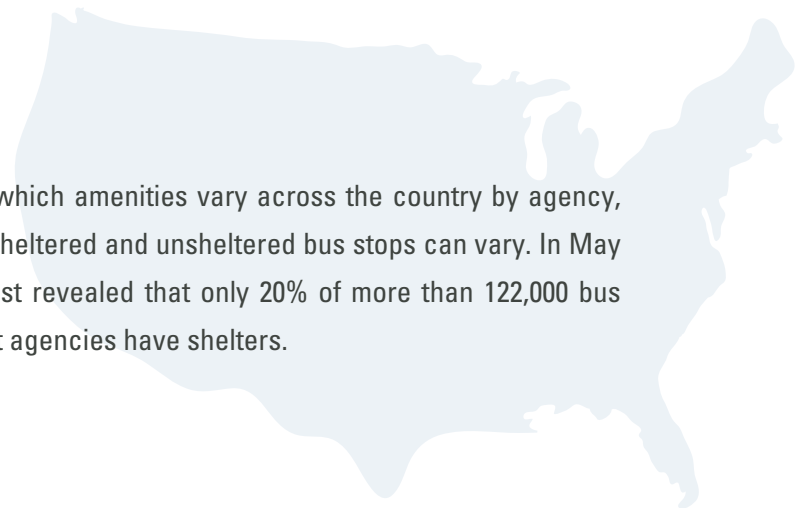 which amenities vary across the country by agency,
sheltered and unsheltered bus stops can vary. In May
revealed that only 20% of more than 122,000 bus
agencies have shelters.